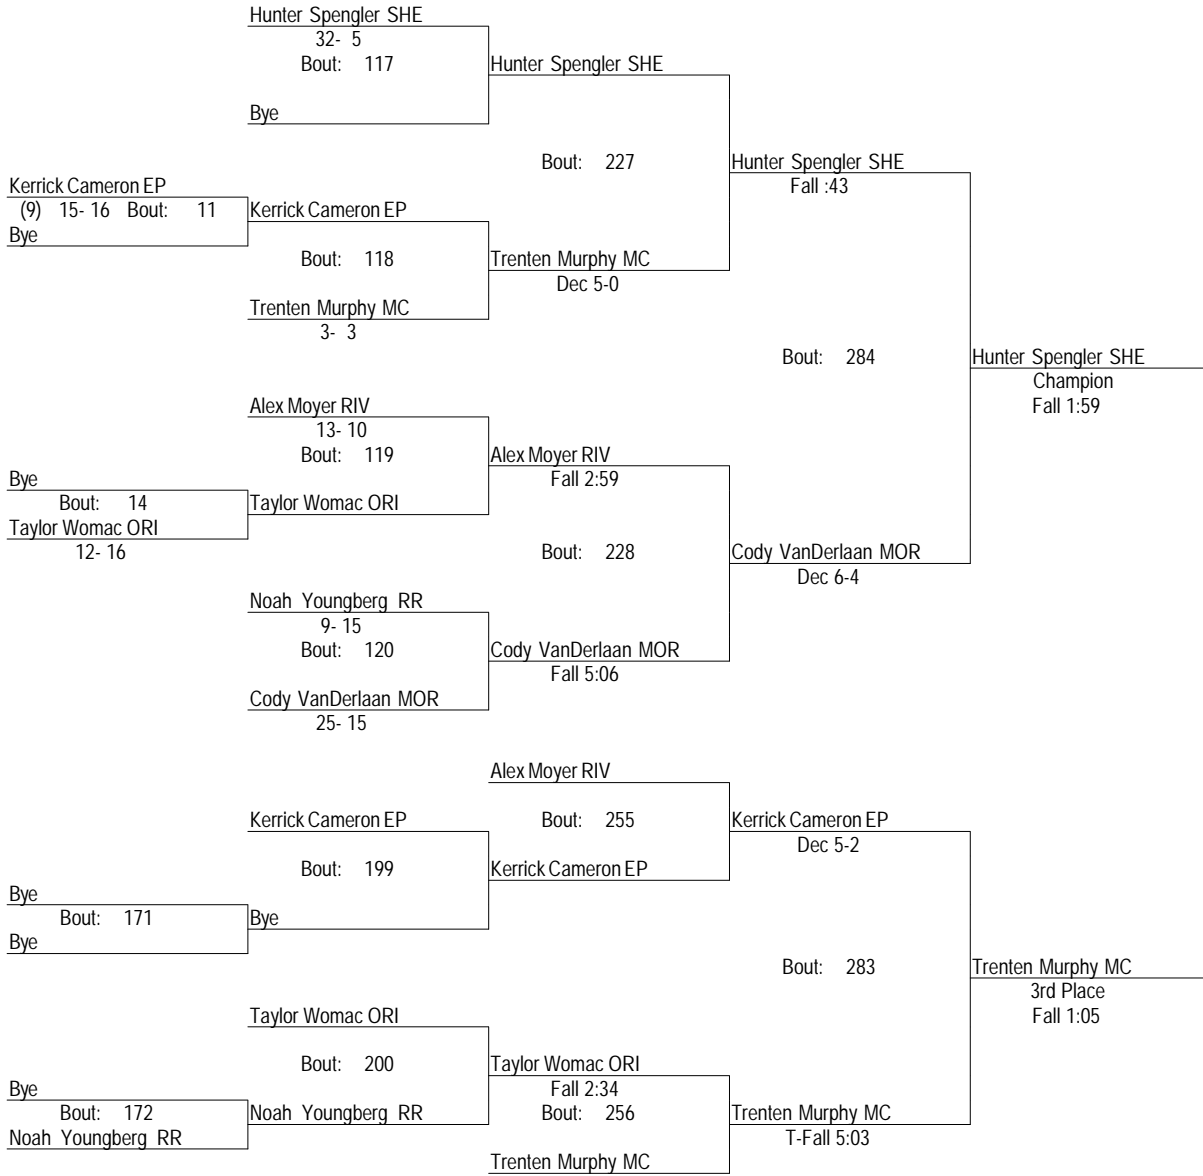 Hunter Spengler SHE
32- 5
Bout: 117
Hunter Spengler SHE
Bye
Bout: 227
Hunter Spengler SHE
Fall :43
Kerrick Cameron EP
(9) 15- 16 Bout: 11
Kerrick Cameron EP
Bye
Bout: 118
Trenten Murphy MC
Dec 5-0
Trenten Murphy MC
3- 3
Bout: 284
Hunter Spengler SHE
Champion
Fall 1:59
Alex Moyer RIV
13- 10
Bout: 119
Alex Moyer RIV
Fall 2:59
Bye
Bout: 14
Taylor Womac ORI
Taylor Womac ORI
12- 16
Bout: 228
Cody VanDerlaan MOR
Dec 6-4
Noah Youngberg RR
9- 15
Bout: 120
Cody VanDerlaan MOR
Fall 5:06
Cody VanDerlaan MOR
25- 15
Alex Moyer RIV
Kerrick Cameron EP
Bout: 255
Kerrick Cameron EP
Dec 5-2
Bout: 199
Kerrick Cameron EP
Bye
Bout: 171
Bye
Bye
Bout: 283
Trenten Murphy MC
3rd Place
Fall 1:05
Taylor Womac ORI
Bout: 200
Taylor Womac ORI
Fall 2:34
Bye
Bout: 172
Noah Youngberg RR
Bout: 256
Trenten Murphy MC
T-Fall 5:03
Noah Youngberg RR
Trenten Murphy MC